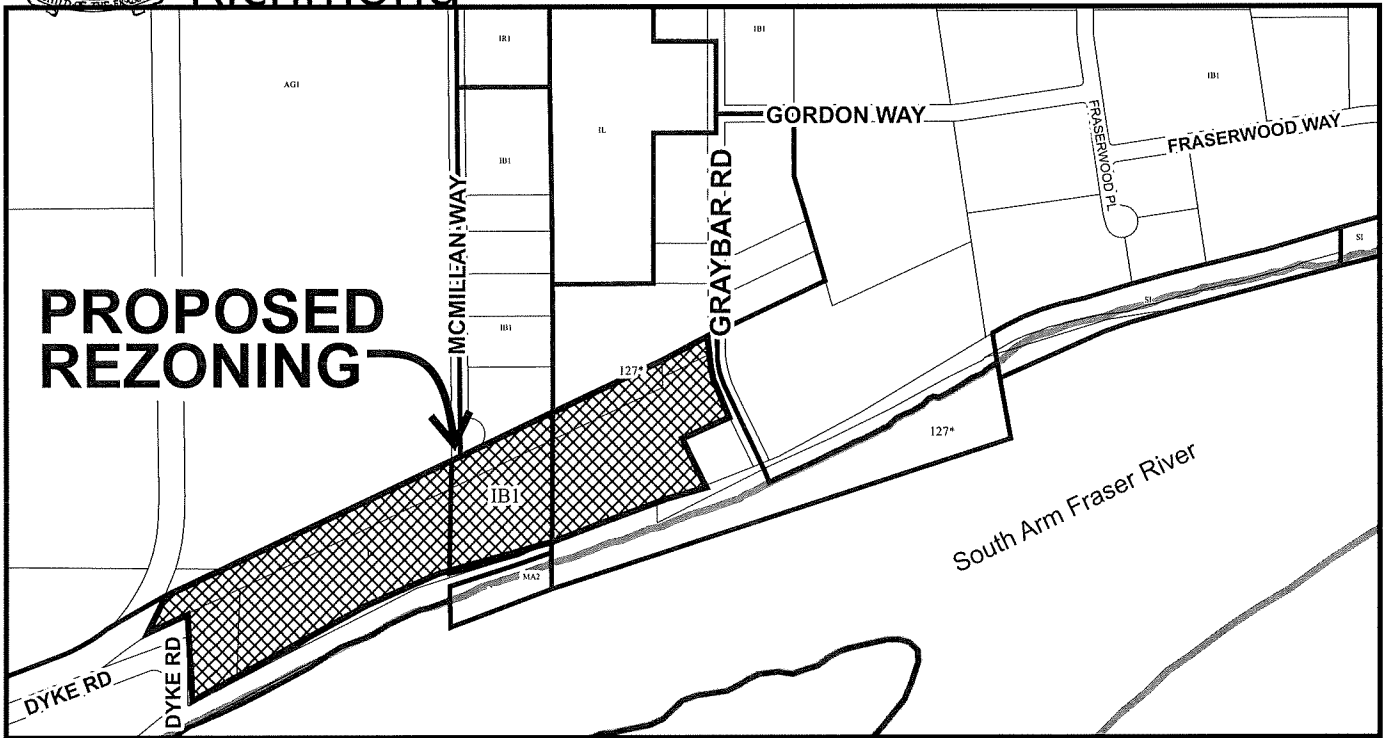 Richmond
IB1
IB1
AG1
IL
IB1
GORDON WAY
FRASERWOOD PL
FRASERWOOD WAY
IB1
MCMILLAN WAY
GRAYBAR RD
SI
SI
PROPOSED
REZONING
IB1
127*
127*
IB1
South Arm Fraser River
MA2
DYKE RD
DYKE RD